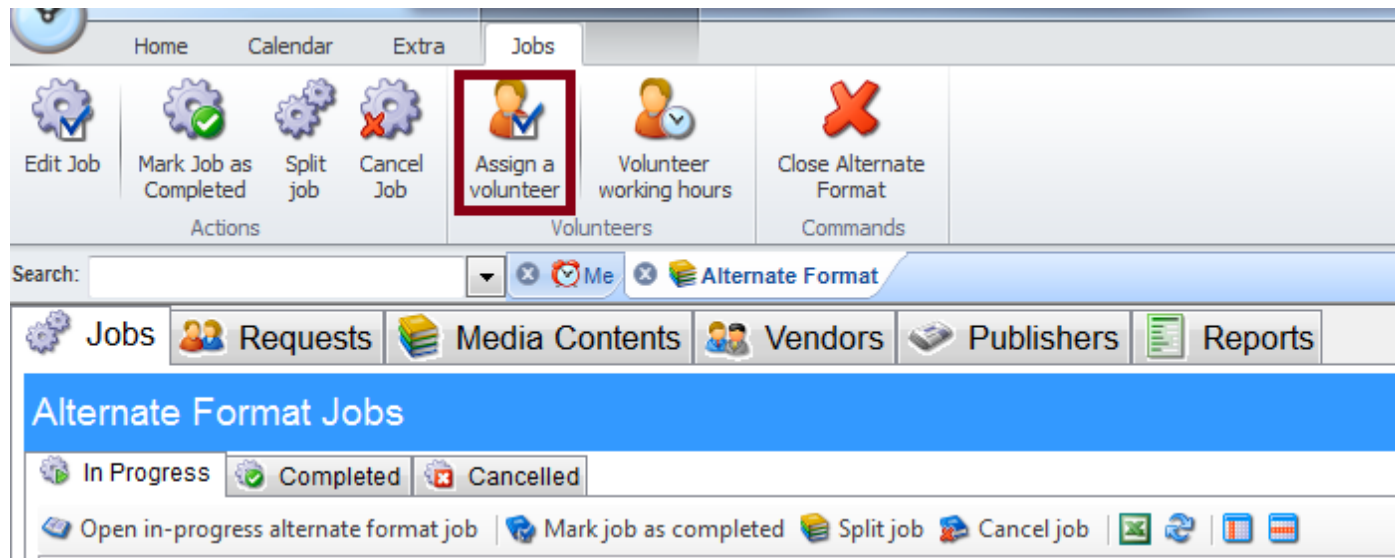 Home Calendar Extra Jobs
Edit Job Mark Job as Split Cancel Assign a Volunteer Close Alternate
Completed job Job volunteer working hours Format
Actions Volunteers Commands
Search: Me Alternate Format
Jobs Requests Media Contents Vendors Publishers Reports
Alternate Format Jobs
In Progress Completed Cancelled
Open in-progress alternate format job Mark job as completed Split job Cancel job